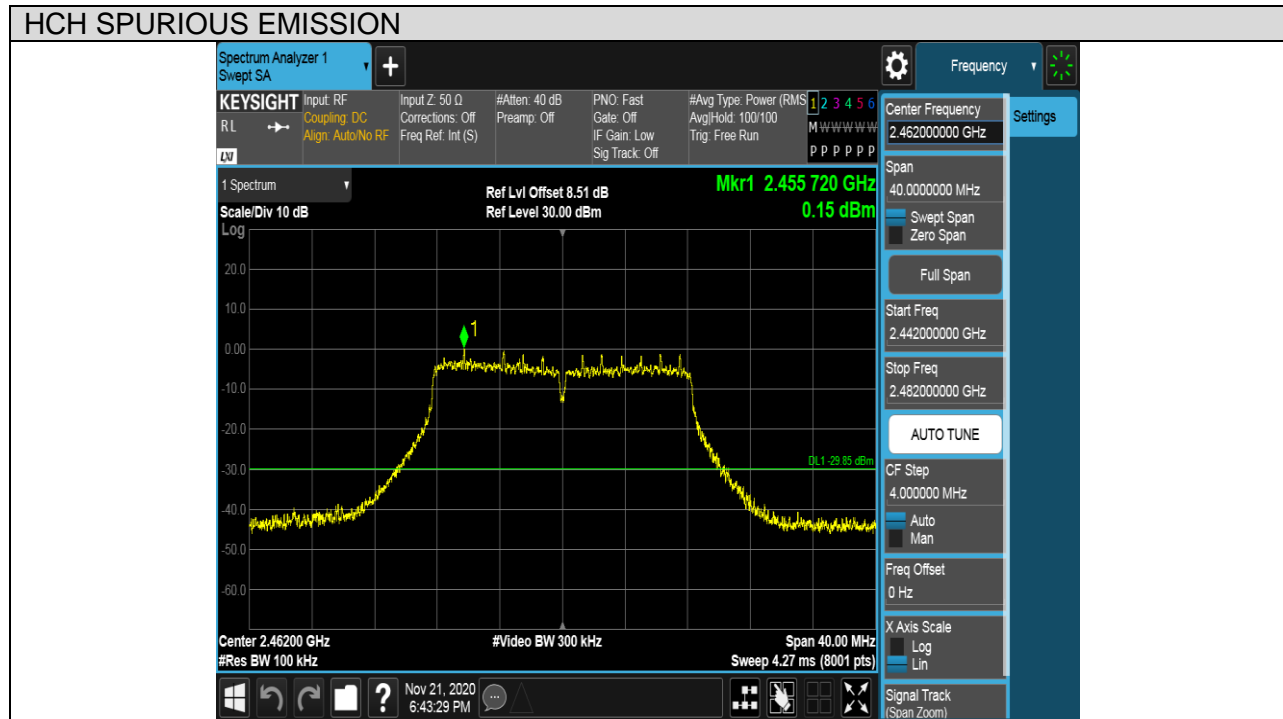 HCH SPURIOUS EMISSION
Spectrum Analyzer 1
Swept SA
Frequency
KEYSIGHT
RL
LXI
Input: RF
Coupling: DC
Align: Auto/No RF
Input Z: 50 Ω
Corrections: Off
Freq Ref: Int (S)
#Atten: 40 dB
Preamp: Off
PNO: Fast
Gate: Off
IF Gain: Low
Sig Track: Off
#Avg Type: Power (RMS
Avg|Hold: 100/100
Trig: Free Run
1 2 3 4 5 6
M W W W W W
P P P P P P
Center Frequency
2.462000000 GHz
Settings
Span
40.0000000 MHz
Swept Span
Zero Span
Full Span
Start Freq
2.442000000 GHz
Stop Freq
2.482000000 GHz
AUTO TUNE
CF Step
4.000000 MHz
Auto
Man
Freq Offset
0 Hz
X Axis Scale
Log
Lin
Signal Track
(Span Zoom)
1 Spectrum
Scale/Div 10 dB
Ref Lvl Offset 8.51 dB
Ref Level 30.00 dBm
Mkr1 2.455 720 GHz
0.15 dBm
Log
20.0
10.0
0.00
-10.0
-20.0
-30.0
-40.0
-50.0
-60.0
1
DL1 -29.85 dBm
Center 2.46200 GHz
#Res BW 100 kHz
#Video BW 300 kHz
Span 40.00 MHz
Sweep 4.27 ms (8001 pts)
?
Nov 21, 2020
6:43:29 PM